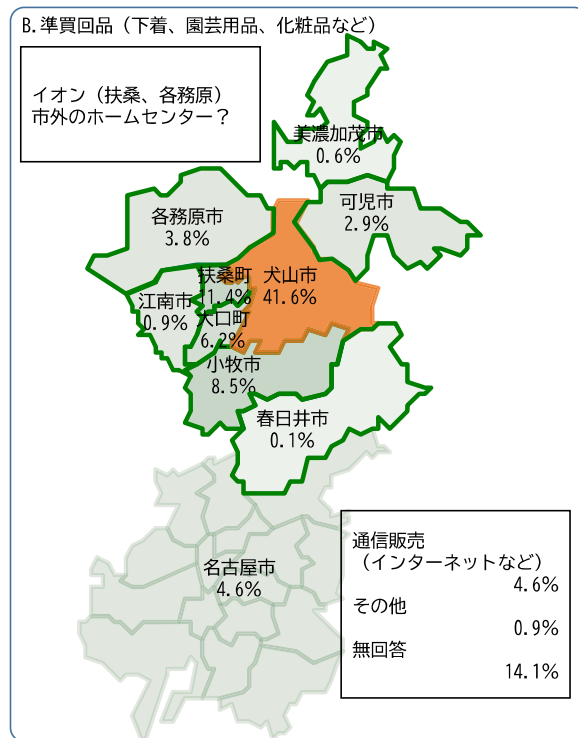 B.準買回品（下着、園芸用品、化粧品など）
イオン（扶桑、各務原）
市外のホームセンター？
美濃加茂市
0.6%
可児市
2.9%
各務原市
3.8%
扶桑町
11.4%
犬山市
41.6%
江南市
0.9%
大口町
6.2%
小牧市
8.5%
春日井市
0.1%
名古屋市
4.6%
通信販売
（インターネットなど）
4.6%
その他
0.9%
無回答
14.1%